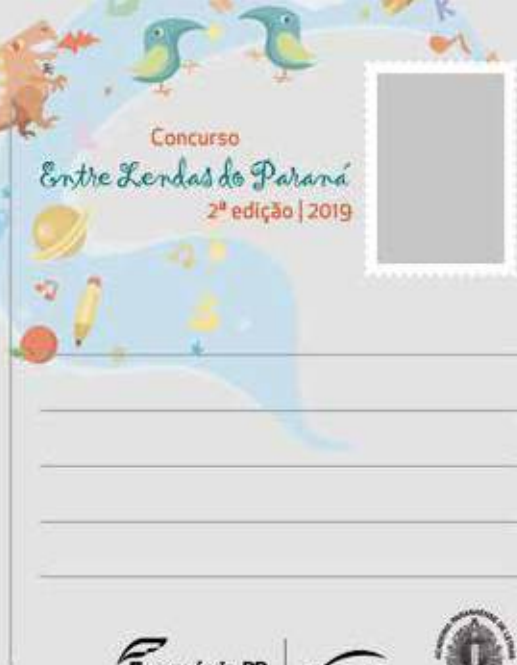 Concurso
Entre Lendas do Paraná
2ª edição | 2019